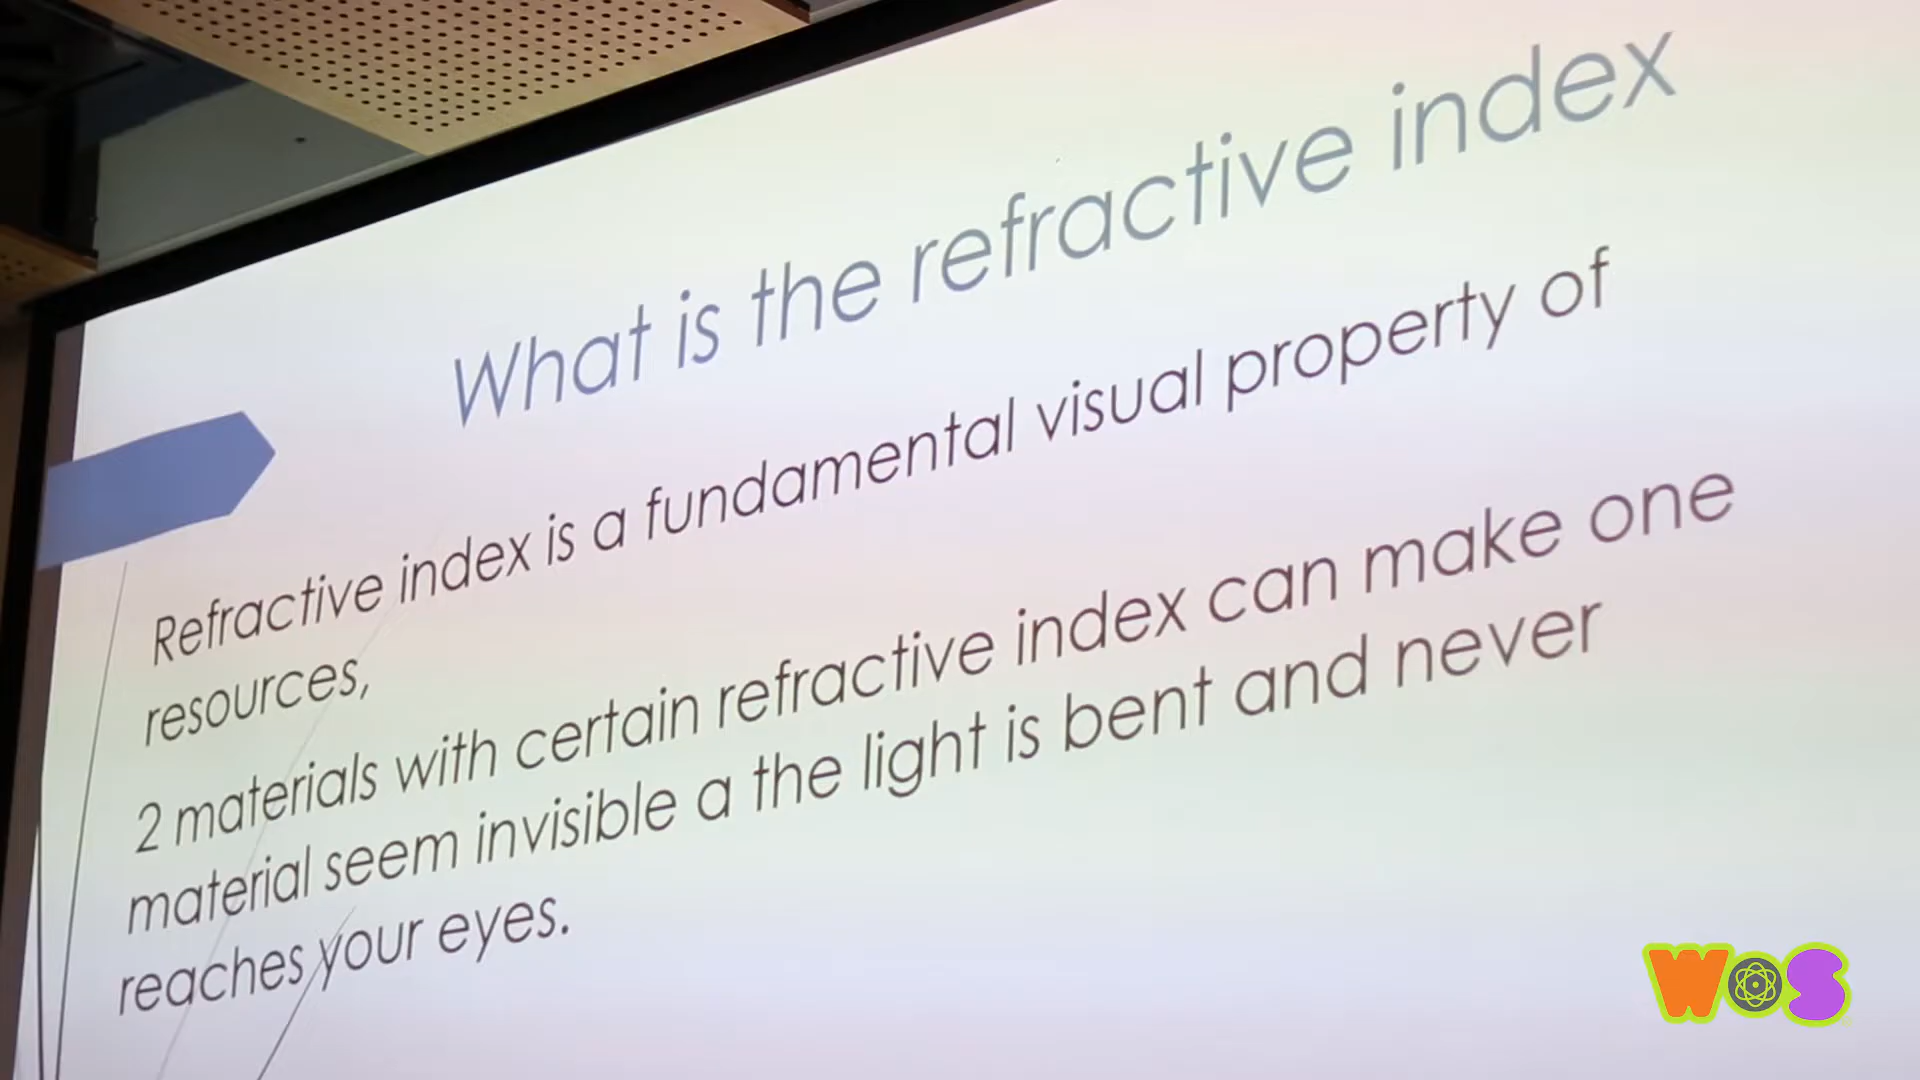 What is the refractive index
Refractive index is a fundamental visual property of
resources,
2 materials with certain refractive index can make one
material seem invisible a the light is bent and never
reaches your eyes.
WOS